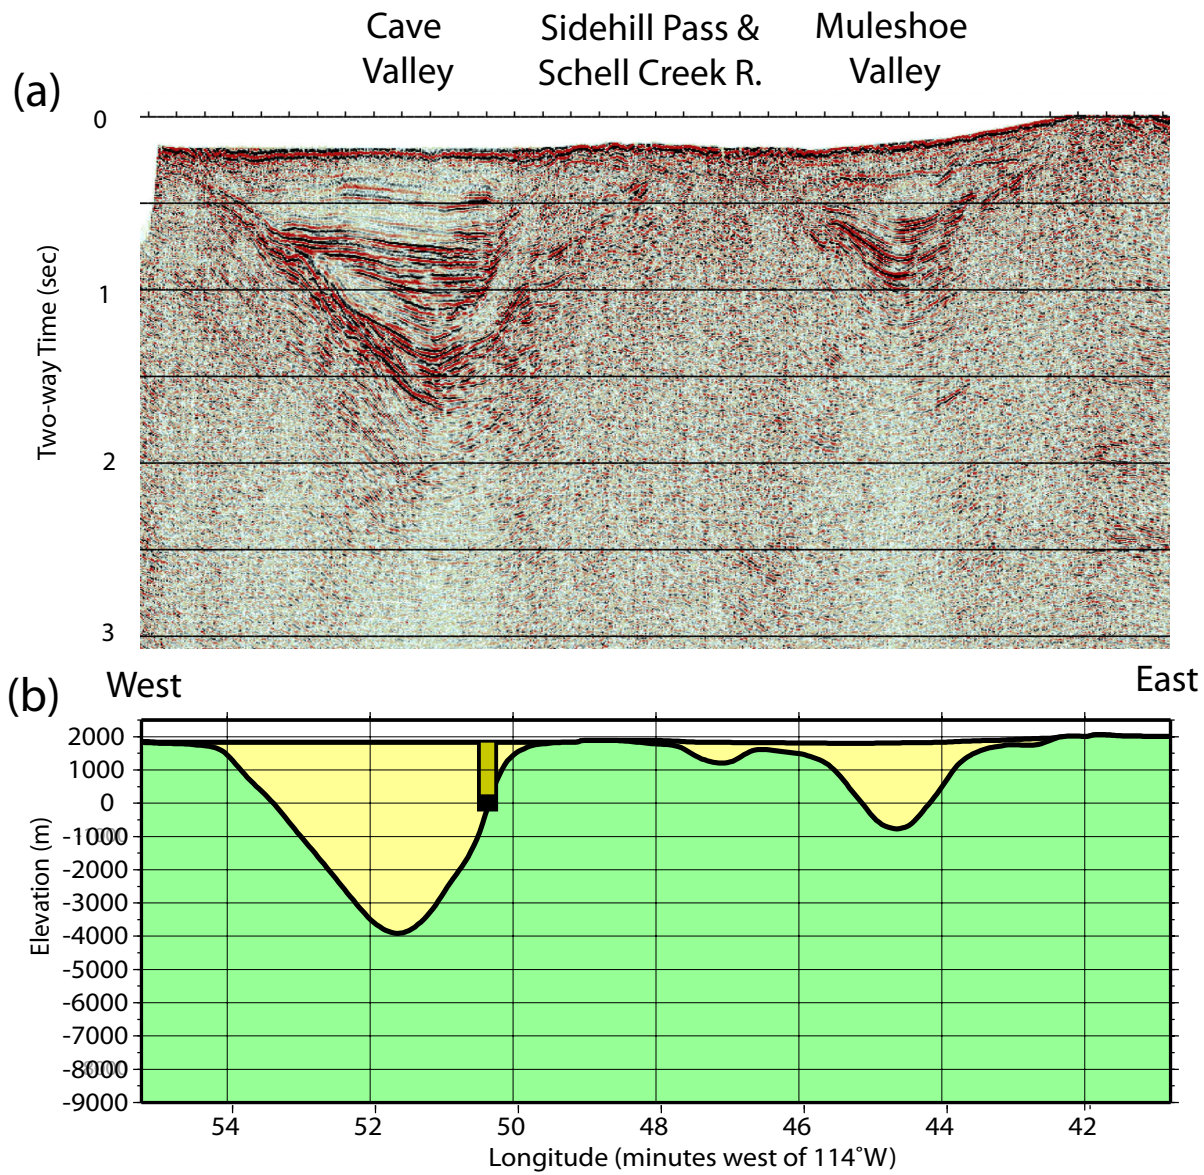 Cave
Valley
Sidehill Pass &
Schell Creek R.
Muleshoe
Valley
(a)
0
1
2
3
Two-way Time (sec)
(b)
West
East
2000
1000
0
-1000
-2000
-3000
-4000
-5000
-6000
-7000
-8000
-9000
Elevation (m)
54
52
50
48
46
44
42
Longitude (minutes west of 114˚W)